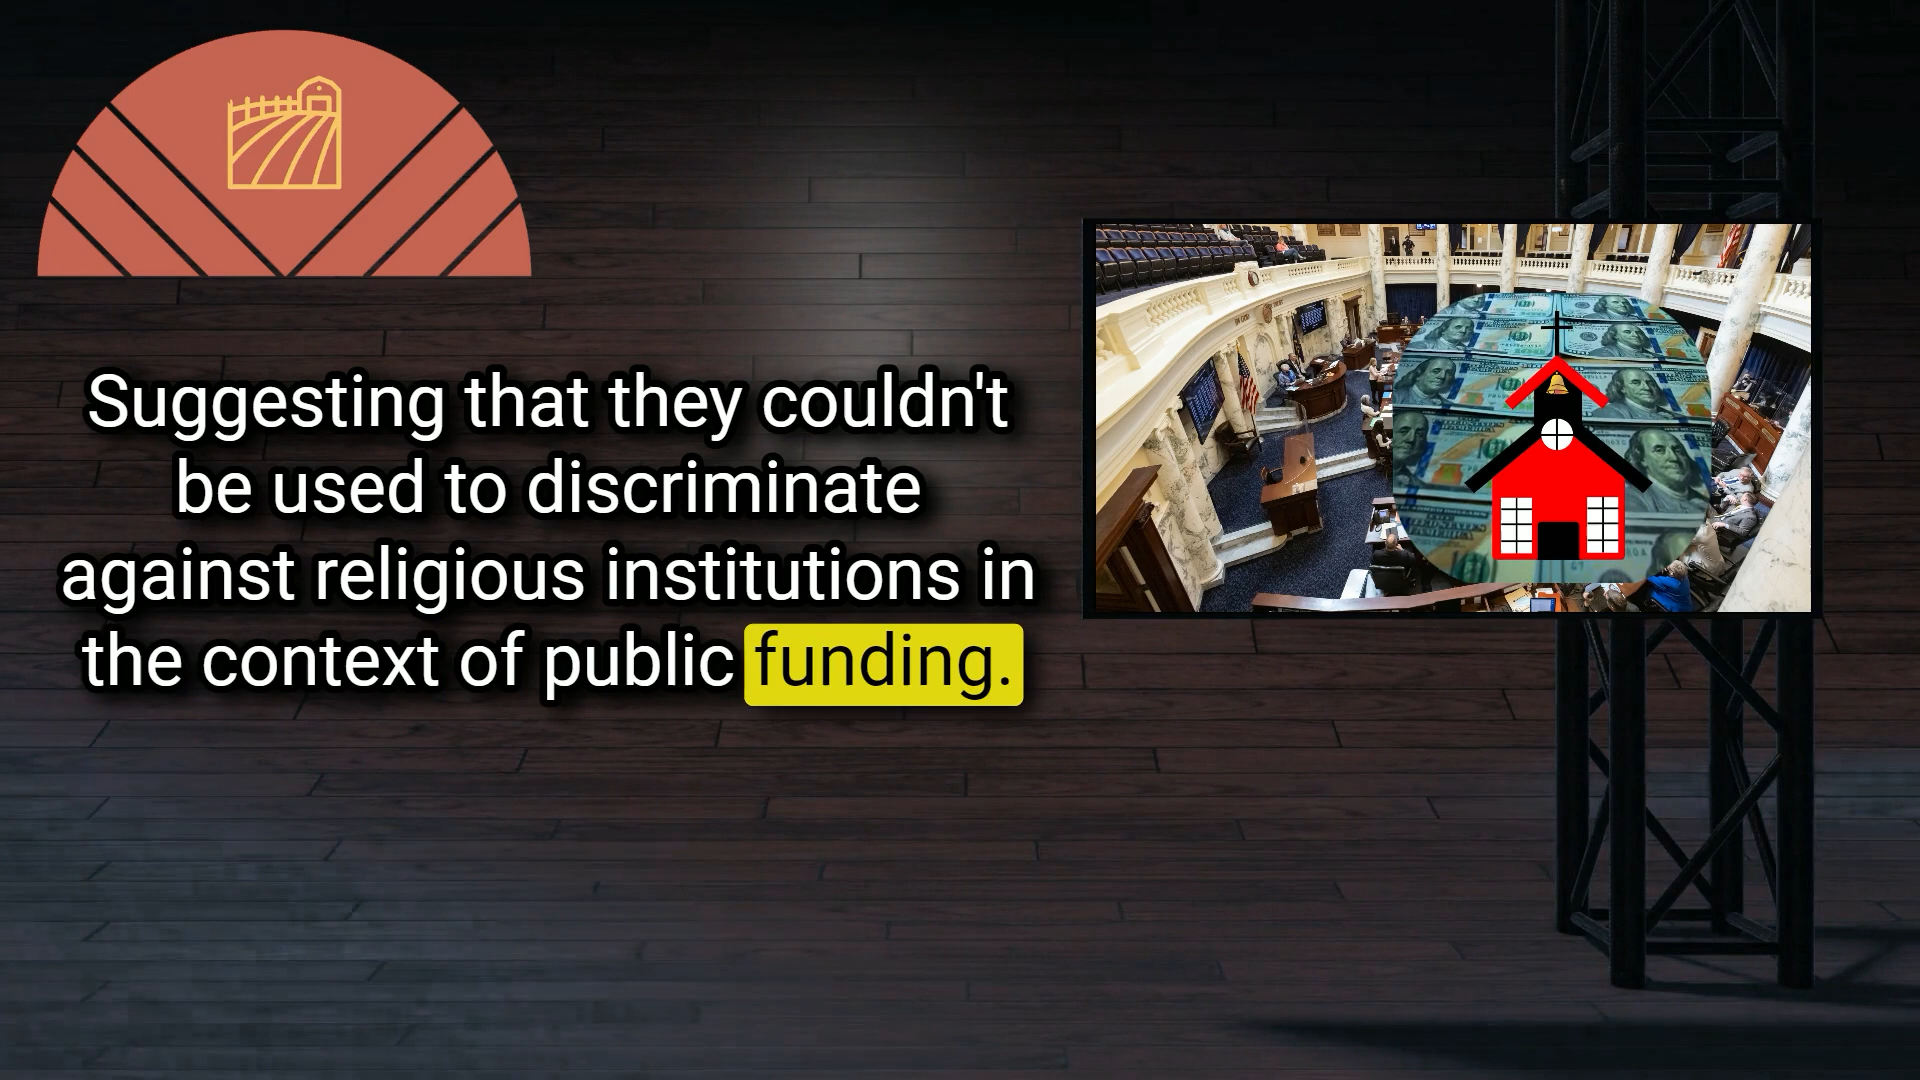 Suggesting that they couldn't
be used to discriminate
against religious institutions in
the context of public funding.